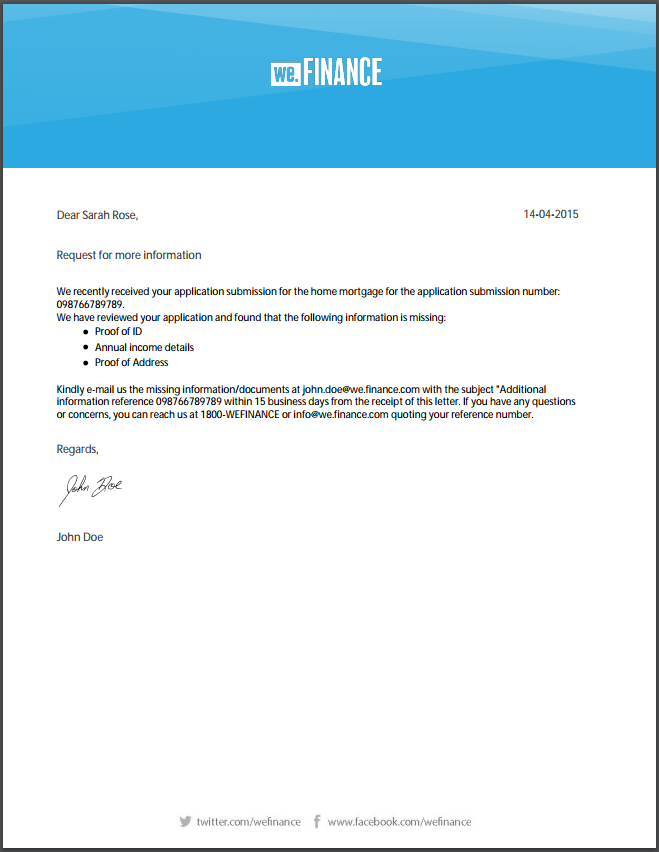 we.FINANCE
Dear Sarah Rose,
14-04-2015
Request for more information
We recently received your application submission for the home mortgage for the application submission number:
098766789789.
We have reviewed your application and found that the following information is missing:
● Proof of ID
● Annual income details
● Proof of Address
Kindly e-mail us the missing information/documents at john.doe@we.finance.com with the subject "Additional
information reference 098766789789 within 15 business days from the receipt of this letter. If you have any questions
or concerns, you can reach us at 1800-WEFINANCE or info@we.finance.com quoting your reference number.
Regards,
John Doe
John Doe
twitter.com/wefinance www.facebook.com/wefinance